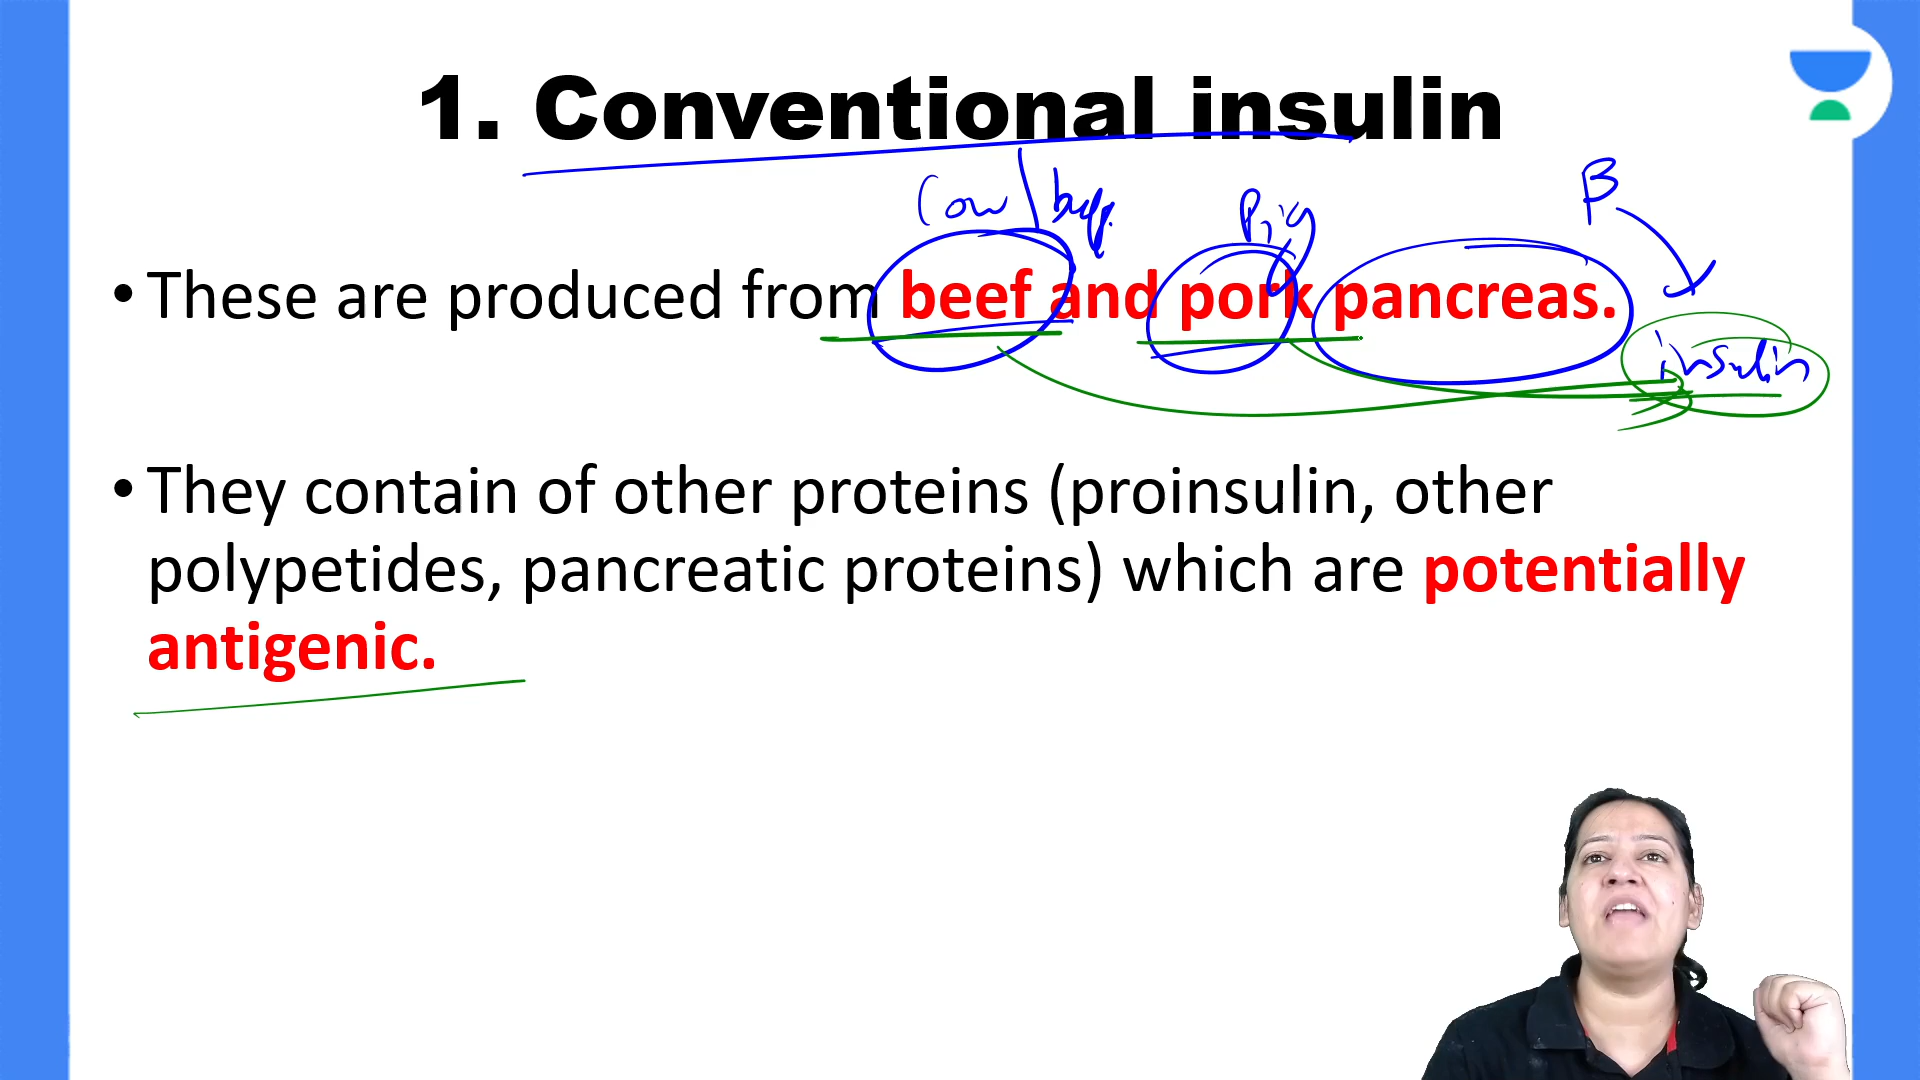 1. Conventional insulin
Cow buff.
Pig
β
• These are produced from beef and pork pancreas.
insulin
• They contain of other proteins (proinsulin, other
polypetides, pancreatic proteins) which are potentially
antigenic.